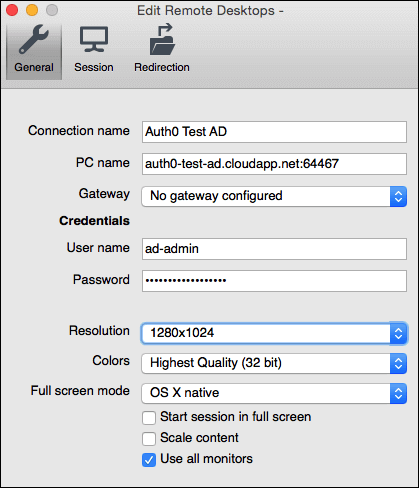 Edit Remote Desktops -
General Session Redirection
Connection name Auth0 Test AD
PC name auth0-test-ad.cloudapp.net:64467
Gateway No gateway configured
Credentials
User name ad-admin
Password ••••••••••••••••••
Resolution 1280x1024
Colors Highest Quality (32 bit)
Full screen mode OS X native
Start session in full screen
Scale content
Use all monitors